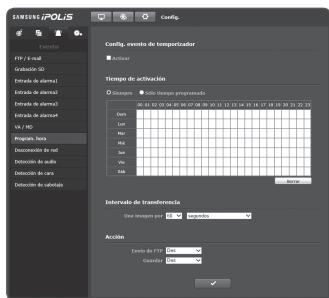 SAMSUNG iPOLiS
Config.
Evento
FTP / E-mail
Grabación SD
Entrada de alarma1
Entrada de alarma2
Entrada de alarma3
Entrada de alarma4
VA / MD
Program. hora
Desconexión de red
Detección de audio
Detección de cara
Detección de sabotaje
Config. evento de temporizador
Activar
Tiempo de activación
Siempre Sólo tiempo programado
00 01 02 03 04 05 06 07 08 09 10 11 12 13 14 15 16 17 18 19 20 21 22 23
Dom
Lun
Mar
Mié
Jue
Vie
Sáb
Borrar
Intervalo de transferencia
Una imagen por 60 segundos
Acción
Envío de FTP Des
Guardar Des